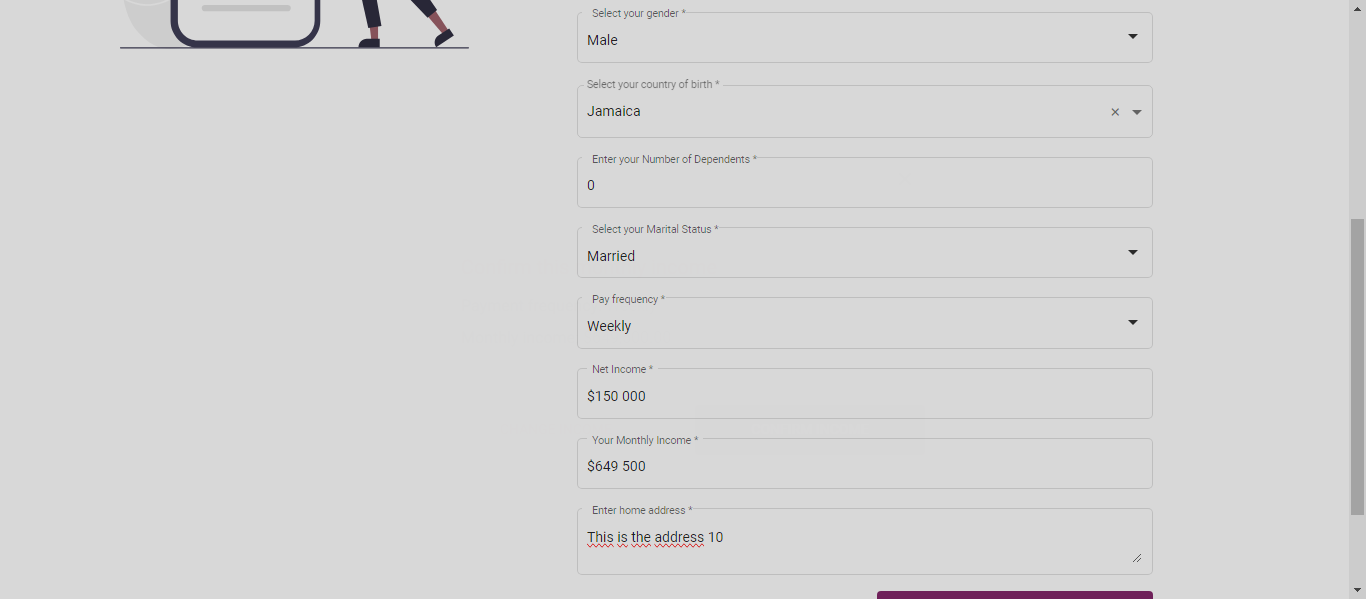 Select your gender *
Male
Select your country of birth *
Jamaica
Enter your Number of Dependents *
0
Select your Marital Status *
Married
Pay frequency *
Weekly
Net Income *
$150 000
Your Monthly Income *
$649 500
Enter home address *
This is the address 10